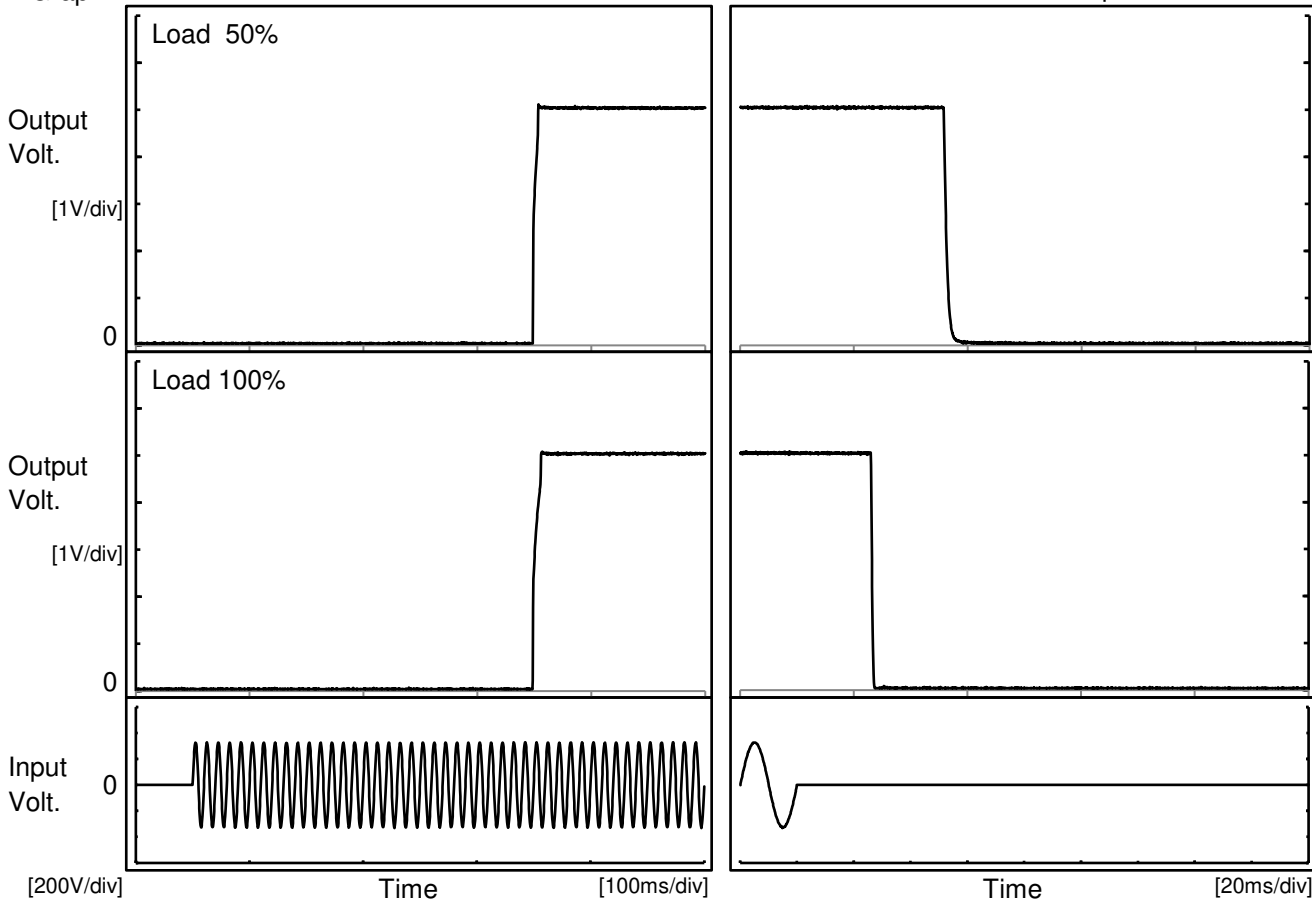 Load 50%
Output
Volt.
[1V/div]
0
Load 100%
Output
Volt.
[1V/div]
0
Input
Volt.
0
[200V/div]
Time
[100ms/div]
Time
[20ms/div]